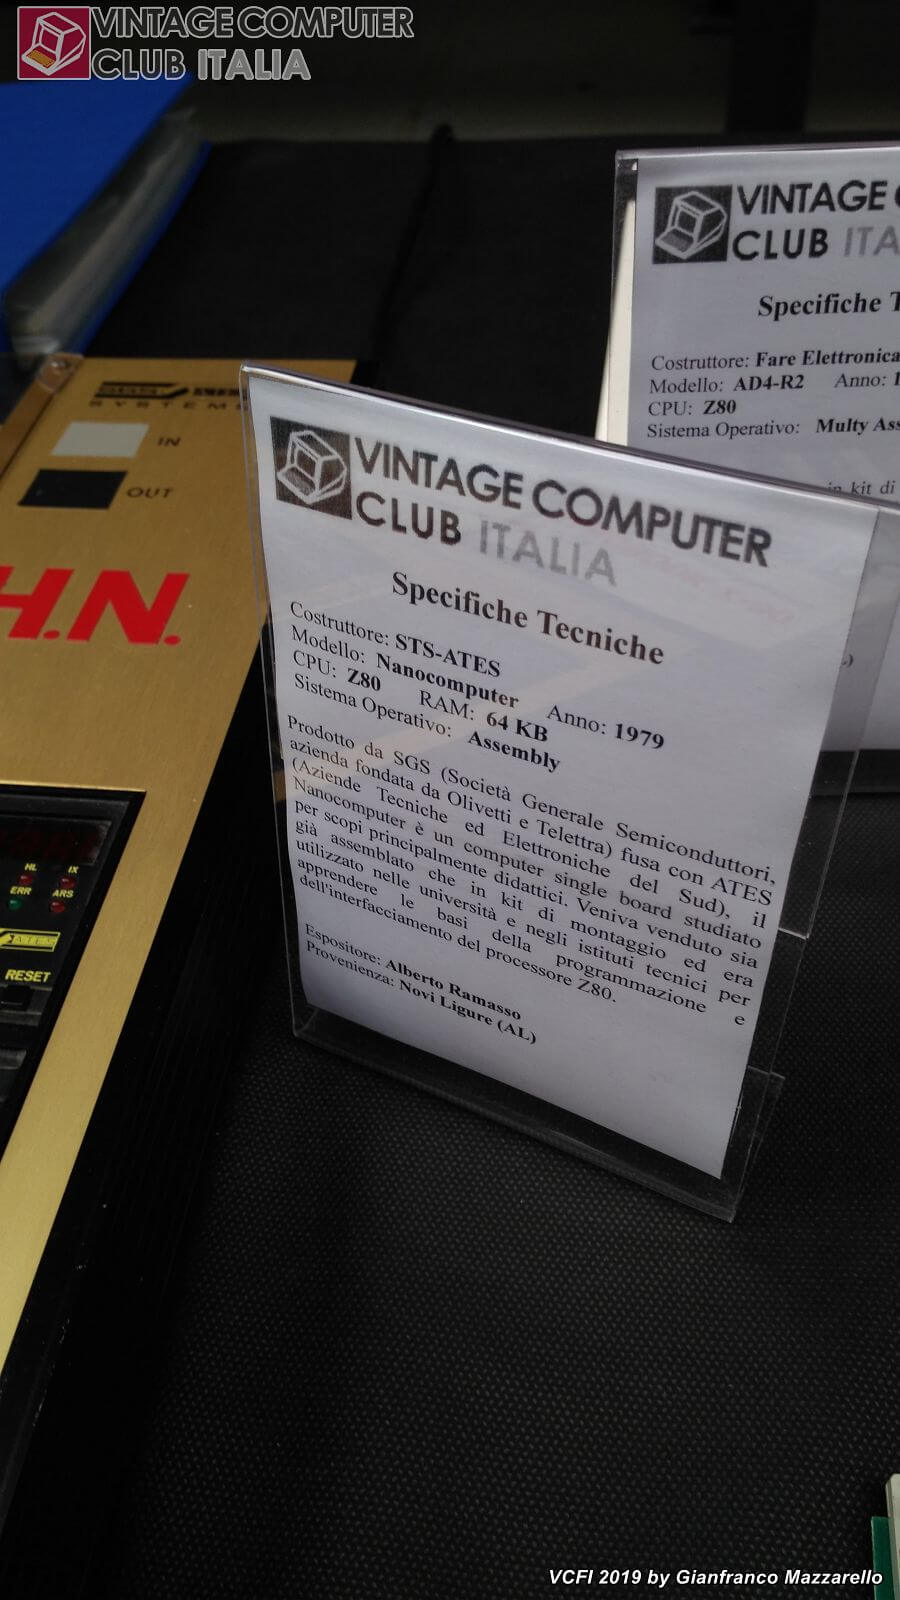 VINTAGE COMPUTER
CLUB ITALIA
VINTAGE
CLUB ITA
Specifiche T
Costruttore: Fare Elettronica
Modello: AD4-R2 Anno: 1
CPU: Z80
Sistema Operativo: Multy Ass
in kit di
SYSTEMS
IN
OUT
H.N.
HL IX
ERR ARS
ATES
RESET
VINTAGE COMPUTER
CLUB ITALIA
Specifiche Tecniche
Costruttore: STS-ATES
Modello: Nanocomputer Anno: 1979
CPU: Z80 RAM: 64 KB
Sistema Operativo: Assembly
Prodotto da SGS (Società Generale Semiconduttori,
azienda fondata da Olivetti e Telettra) fusa con ATES
(Aziende Tecniche ed Elettroniche del Sud), il
Nanocomputer è un computer single board studiato
per scopi principalmente didattici. Veniva venduto sia
già assemblato che in kit di montaggio ed era
utilizzato nelle università e negli istituti tecnici per
apprendere le basi della programmazione e
dell'interfacciamento del processore Z80.
Espositore: Alberto Ramasso
Provenienza: Novi Ligure (AL)
VCFI 2019 by Gianfranco Mazzarello